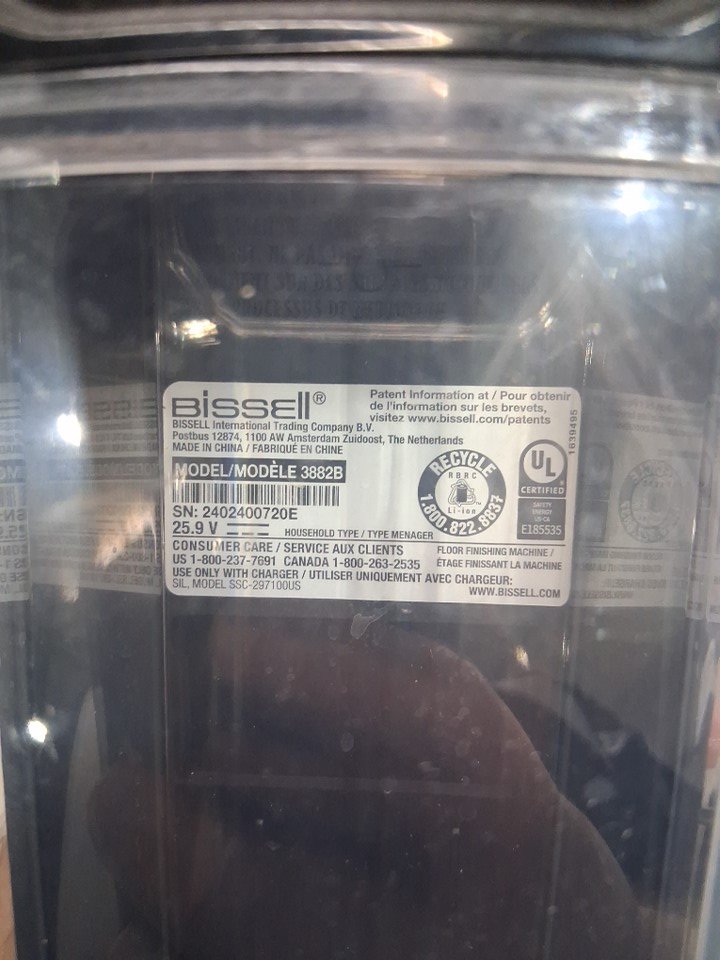 BISSELL®
BISSELL International Trading Company B.V.
Postbus 12874, 1100 AW Amsterdam Zuidoost, The Netherlands
MADE IN CHINA / FABRIQUÉ EN CHINE
Patent Information at / Pour obtenir
de l'information sur les brevets,
visitez www.bissell.com/patents
MODEL/MODÈLE 3882B
SN: 2402400720E
25.9 V
HOUSEHOLD TYPE / TYPE MENAGER
RECYCLE
RBRC
Li-ion
1.800.822.8837
UL
CERTIFIED
SAFETY
ENERGY
US-CA
E185535
1639495
CONSUMER CARE / SERVICE AUX CLIENTS
US 1-800-237-7691 CANADA 1-800-263-2535
FLOOR FINISHING MACHINE /
ÉTAGE FINISSANT LA MACHINE
USE ONLY WITH CHARGER / UTILISER UNIQUEMENT AVEC CHARGEUR:
SIL, MODEL SSC-297100US
WWW.BISSELL.COM